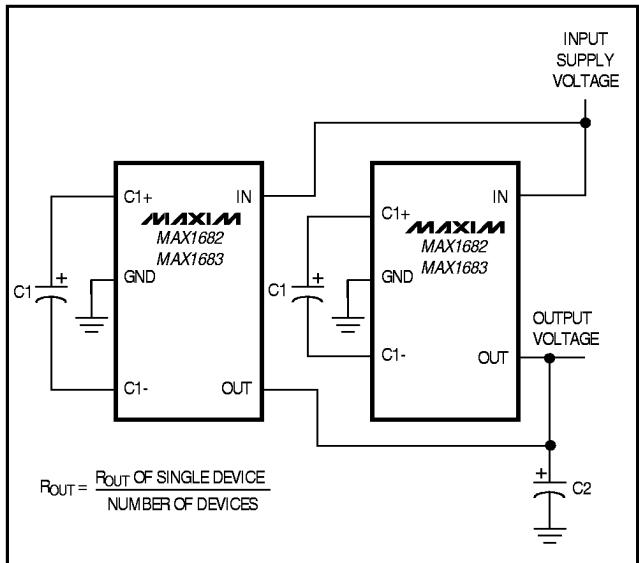 INPUT
SUPPLY
VOLTAGE
C1+
IN
MAXIM
MAX1682
MAX1683
GND
C1
+
C1-
OUT
C1+
IN
MAXIM
MAX1682
MAX1683
GND
C1
+
C1-
OUT
OUTPUT
VOLTAGE
+
C2
ROUT = ROUT OF SINGLE DEVICE
NUMBER OF DEVICES